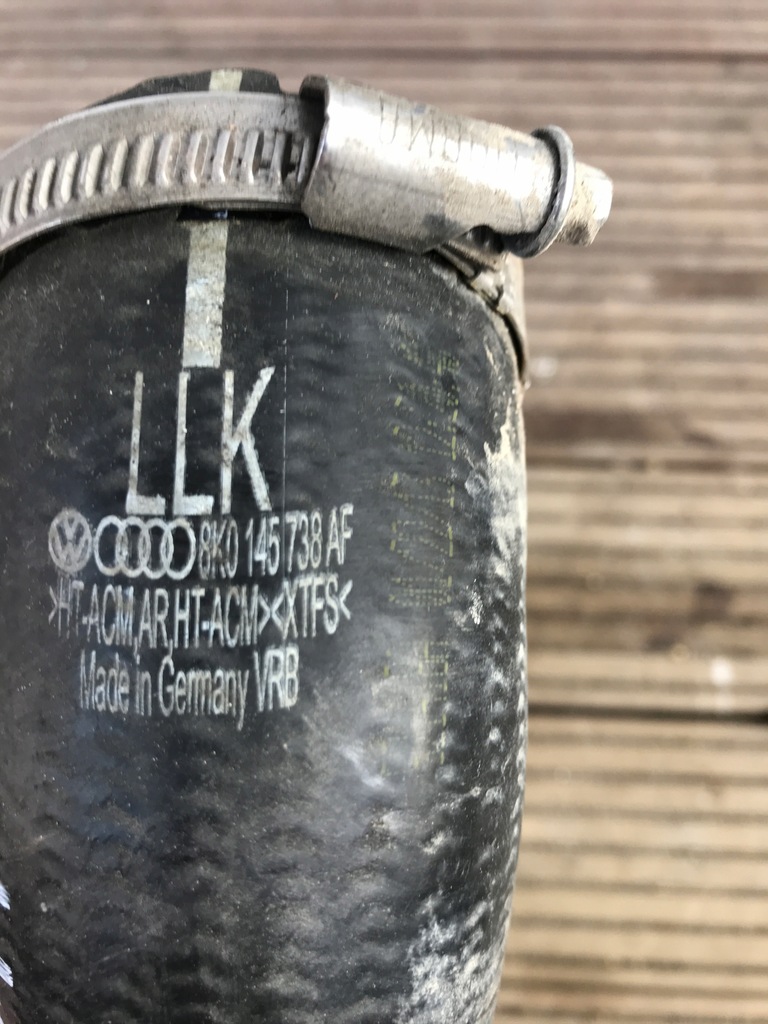 LLK
8K0 145 738 AF
>HT-ACM,AR,HT-ACM><XTFS<
Made in Germany VRB